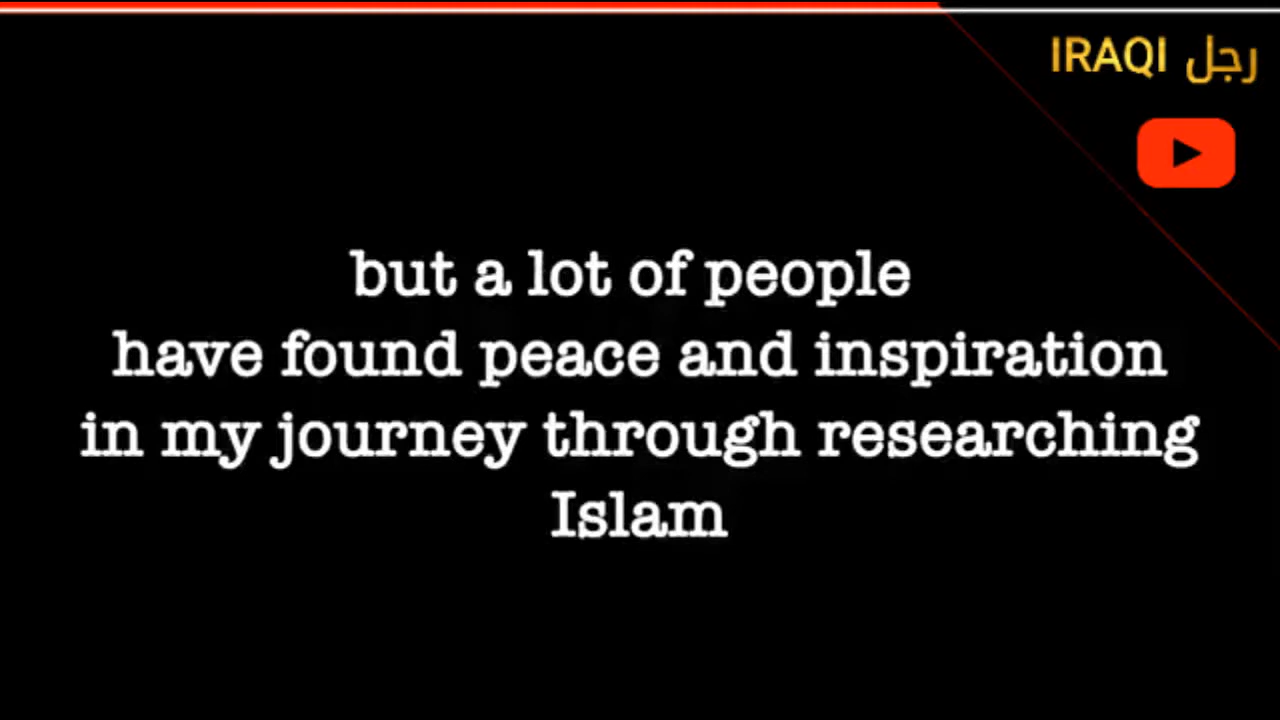 IRAQI رجل
but a lot of people
have found peace and inspiration
in my journey through researching
Islam